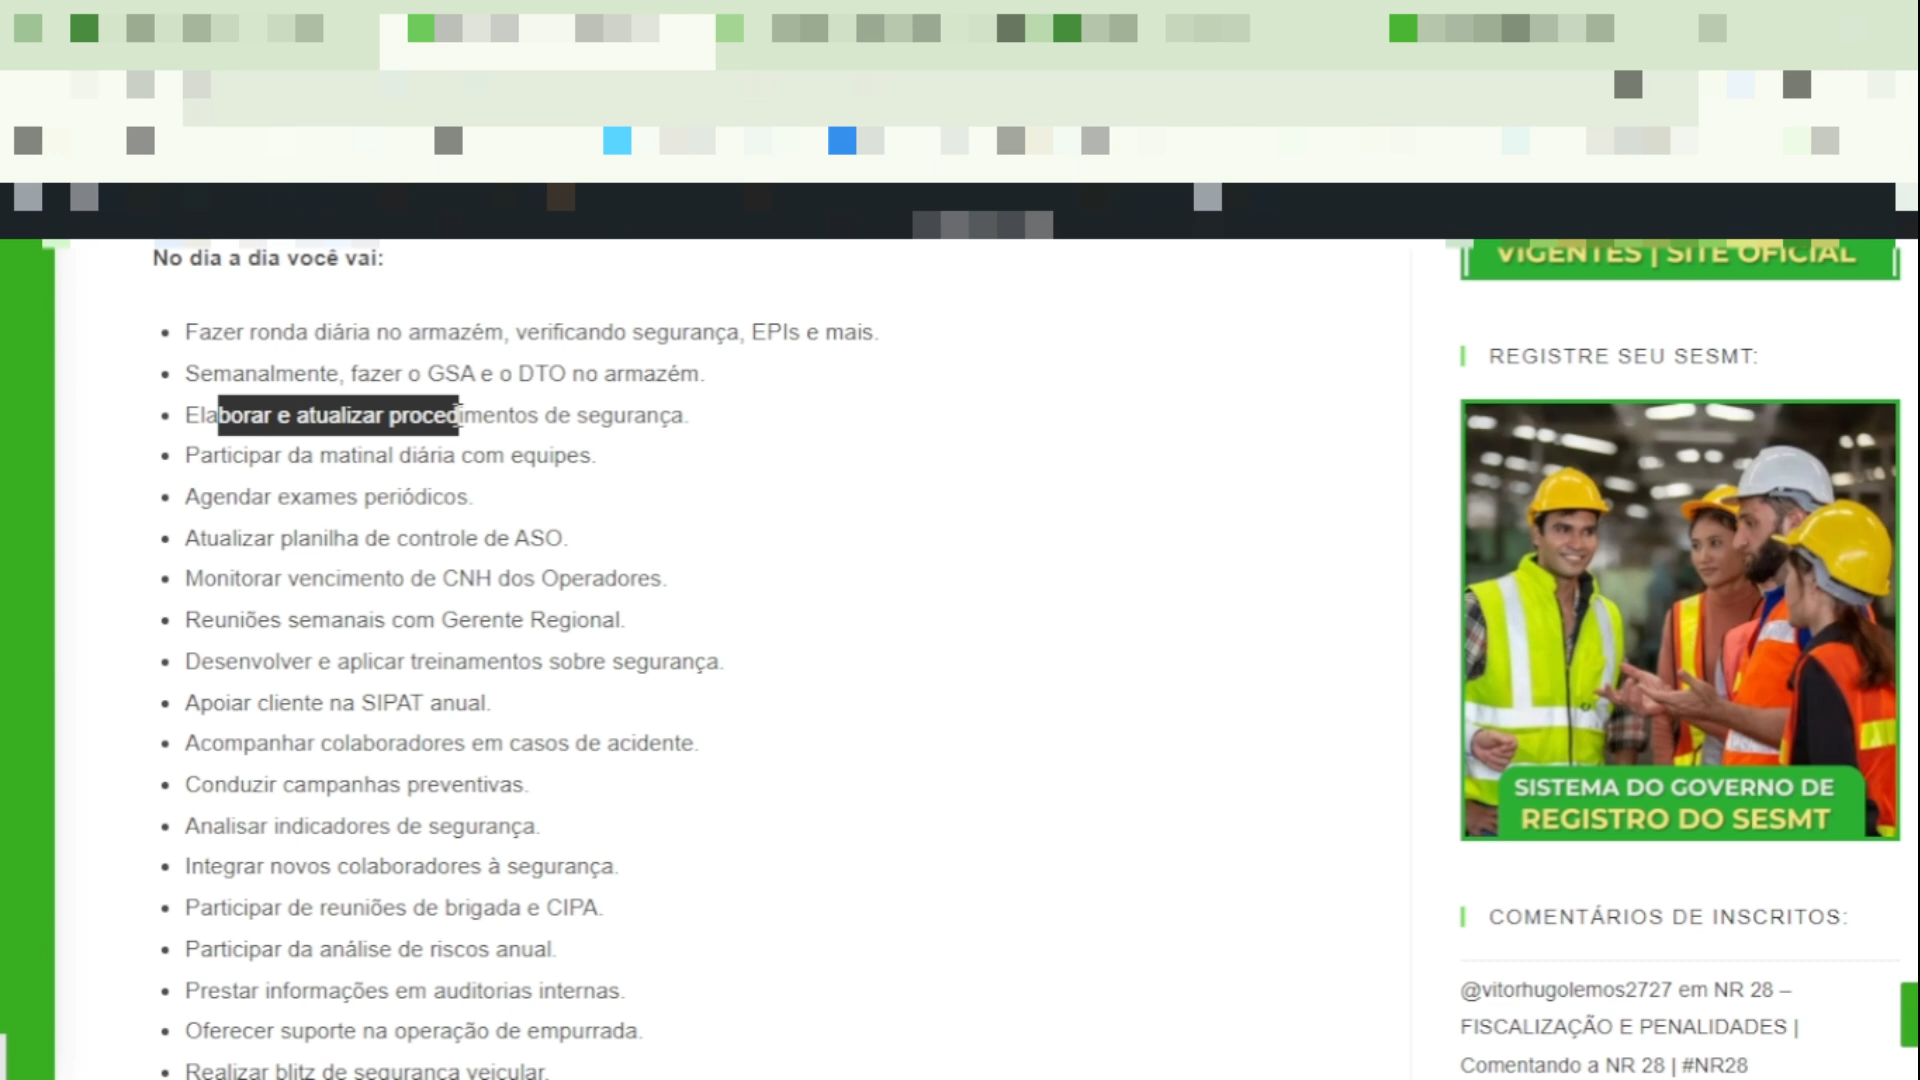 No dia a dia você vai:
Fazer ronda diária no armazém, verificando segurança, EPIs e mais.
Semanalmente, fazer o GSA e o DTO no armazém.
Elaborar e atualizar procedimentos de segurança.
Participar da matinal diária com equipes.
Agendar exames periódicos.
Atualizar planilha de controle de ASO.
Monitorar vencimento de CNH dos Operadores.
Reuniões semanais com Gerente Regional.
Desenvolver e aplicar treinamentos sobre segurança.
Apoiar cliente na SIPAT anual.
Acompanhar colaboradores em casos de acidente.
Conduzir campanhas preventivas.
Analisar indicadores de segurança.
Integrar novos colaboradores à segurança.
Participar de reuniões de brigada e CIPA.
Participar da análise de riscos anual.
Prestar informações em auditorias internas.
Oferecer suporte na operação de empurrada.
Realizar blitz de segurança veicular.
VIGENTES | SITE OFICIAL
REGISTRE SEU SESMT:
SISTEMA DO GOVERNO DE
REGISTRO DO SESMT
COMENTÁRIOS DE INSCRITOS:
@vitorhugolemos2727 em NR 28 –
FISCALIZAÇÃO E PENALIDADES |
Comentando a NR 28 | #NR28